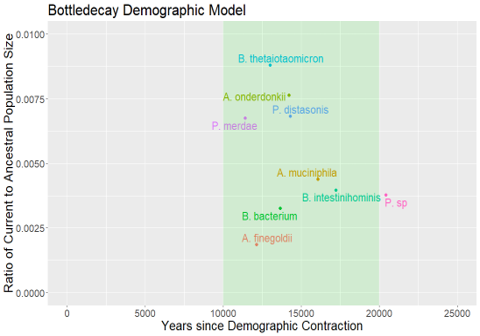 Bottledecay Demographic Model
Ratio of Current to Ancestral Population Size
0.0100
0.0075
0.0050
0.0025
0.0000
B. thetaiotaomicron
A. onderdonkii
P. distasonis
P. merdae
A. muciniphila
B. intestinihominis
P. sp
B. bacterium
A. finegoldii
0
5000
10000
15000
20000
25000
Years since Demographic Contraction